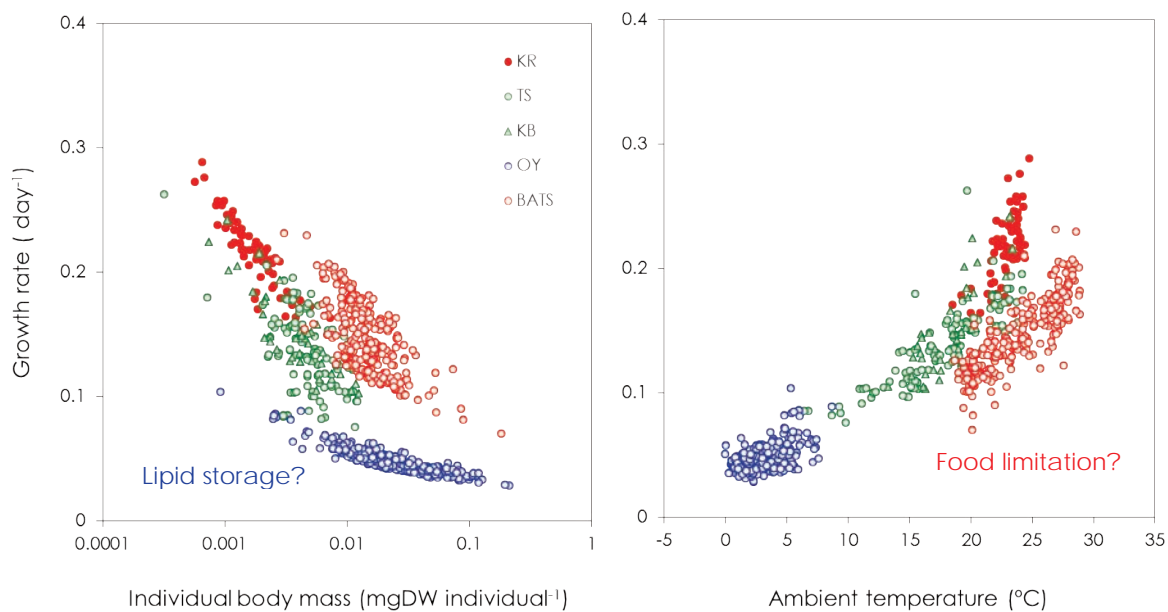 0.4
0.3
0.2
0.1
0
0.0001
0.001
0.01
0.1
1
Growth rate ( day-1)
Individual body mass (mgDW individual-1)
KR
TS
KB
OY
BATS
Lipid storage?
0.4
0.3
0.2
0.1
0
-5
0
5
10
15
20
25
30
35
Food limitation?
Ambient temperature (ºC)